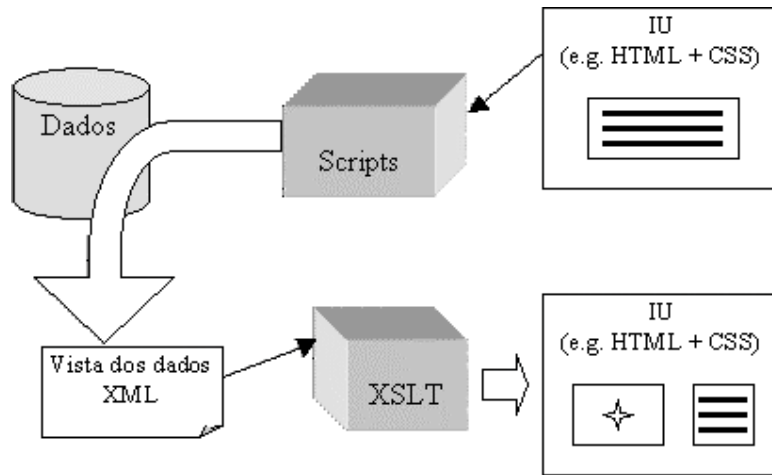 IU
(e.g. HTML + CSS)
Dados
Scripts
Vista dos dados
XML
XSLT
IU
(e.g. HTML + CSS)